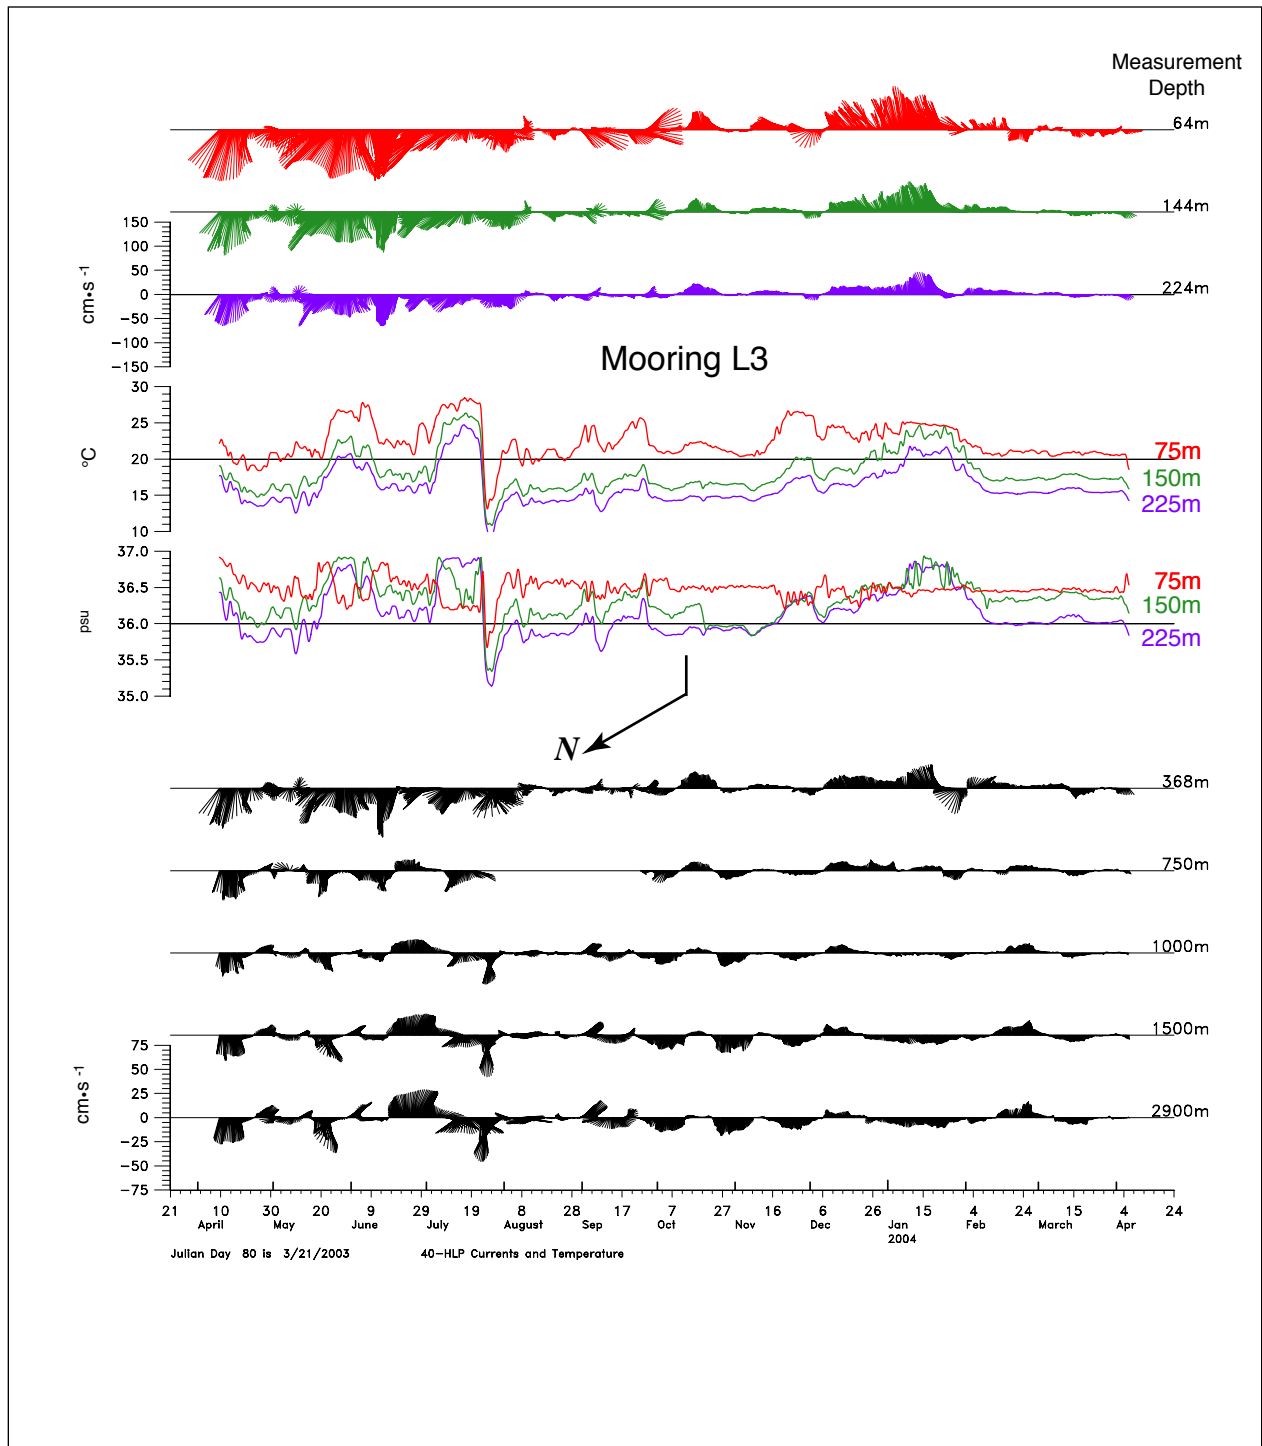 Measurement
Depth
64m
144m
150
100
50
0
−50
−100
−150
cm•s -1
224m
Mooring L3
30
25
20
15
10
ºC
75m
150m
225m
37.0
36.5
36.0
35.5
35.0
psu
75m
150m
225m
N
368m
750m
1000m
1500m
75
50
25
0
−25
−50
−75
cm•s -1
2900m
21 10 30 20 9 29 19 8 28 17 7 27 16 6 26 15 4 24 15 4 24
April May June July August Sep Oct Nov Dec Jan Feb March Apr
2004
Julian Day 80 is 3/21/2003 40-HLP Currents and Temperature